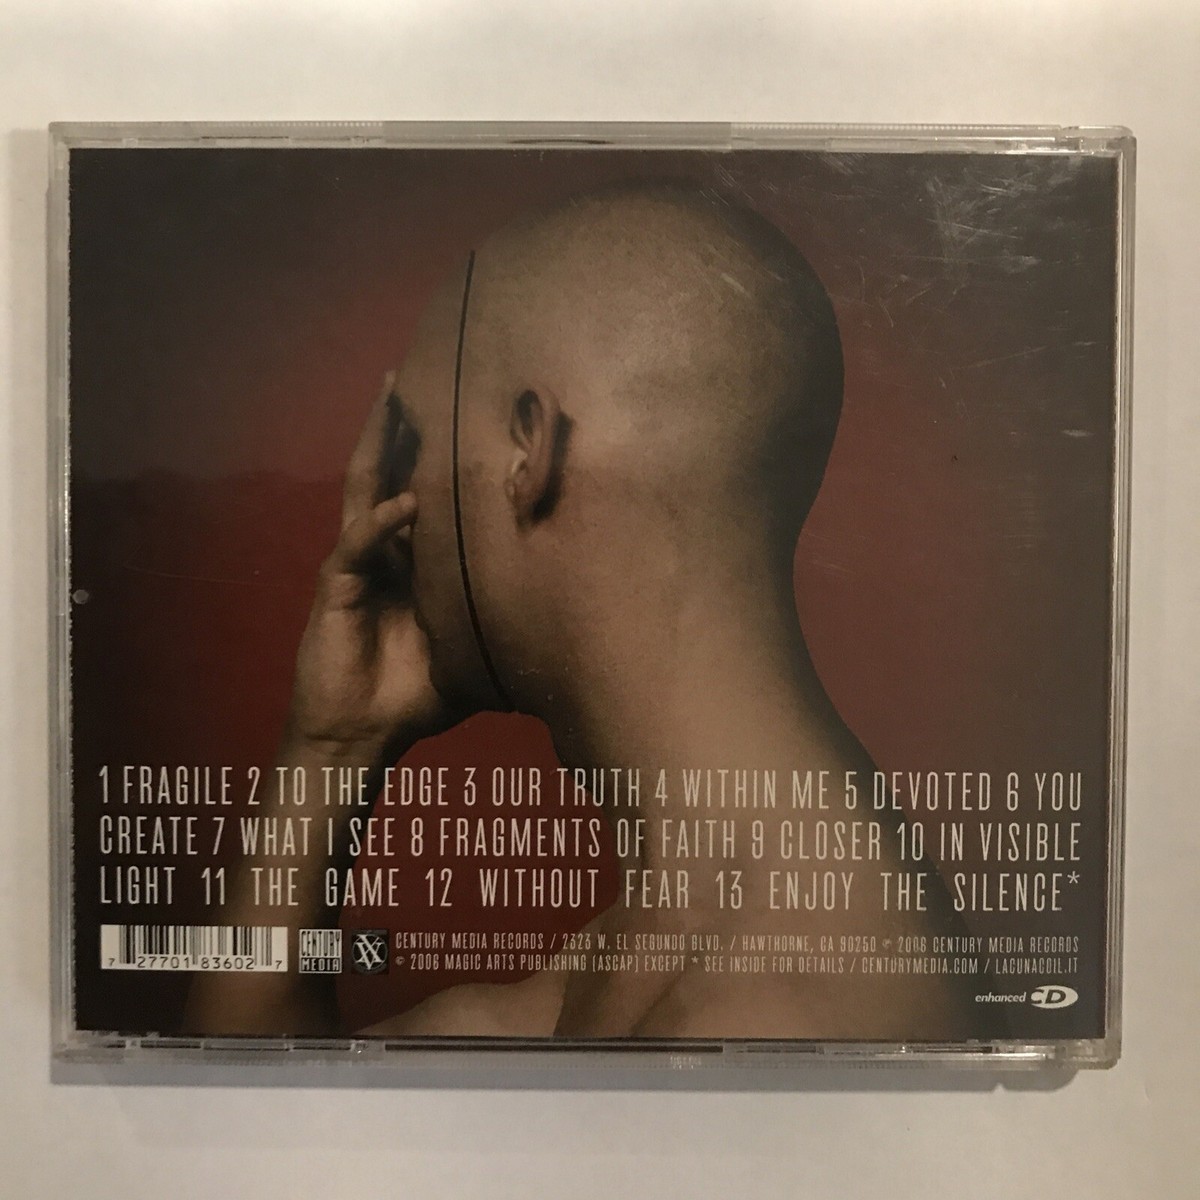 1 FRAGILE 2 TO THE EDGE 3 OUR TRUTH 4 WITHIN ME 5 DEVOTED 6 YOU
CREATE 7 WHAT I SEE 8 FRAGMENTS OF FAITH 9 CLOSER 10 IN VISIBLE
LIGHT 11 THE GAME 12 WITHOUT FEAR 13 ENJOY THE SILENCE*
7 27701 83602 7
CENTURY
MEDIA
CENTURY MEDIA RECORDS / 2323 W. EL SEGUNDO BLVD. / HAWTHORNE, CA 90250 ℗ 2006 CENTURY MEDIA RECORDS
© 2006 MAGIC ARTS PUBLISHING (ASCAP) EXCEPT * SEE INSIDE FOR DETAILS / CENTURYMEDIA.COM / LACUNACOIL.IT
enhanced CD